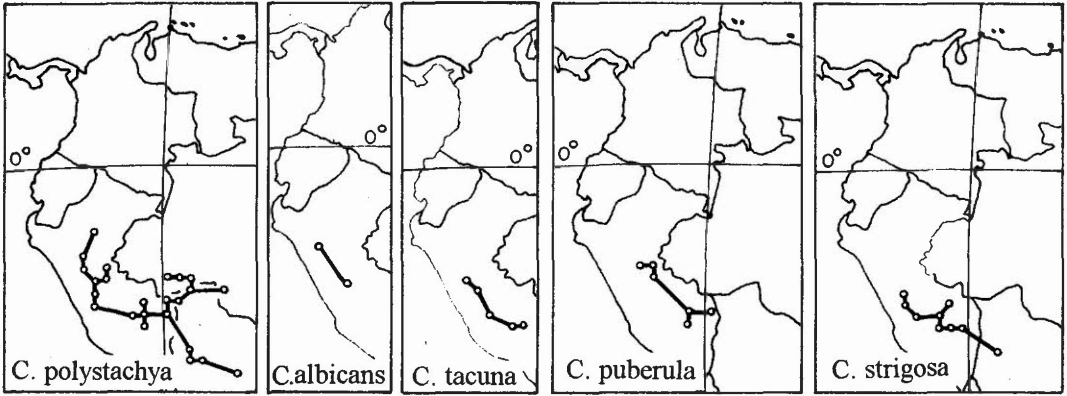 0°
0°
0°
0°
0°
C. polystachya
C.albicans
C. tacuna
C. puberula
C. strigosa